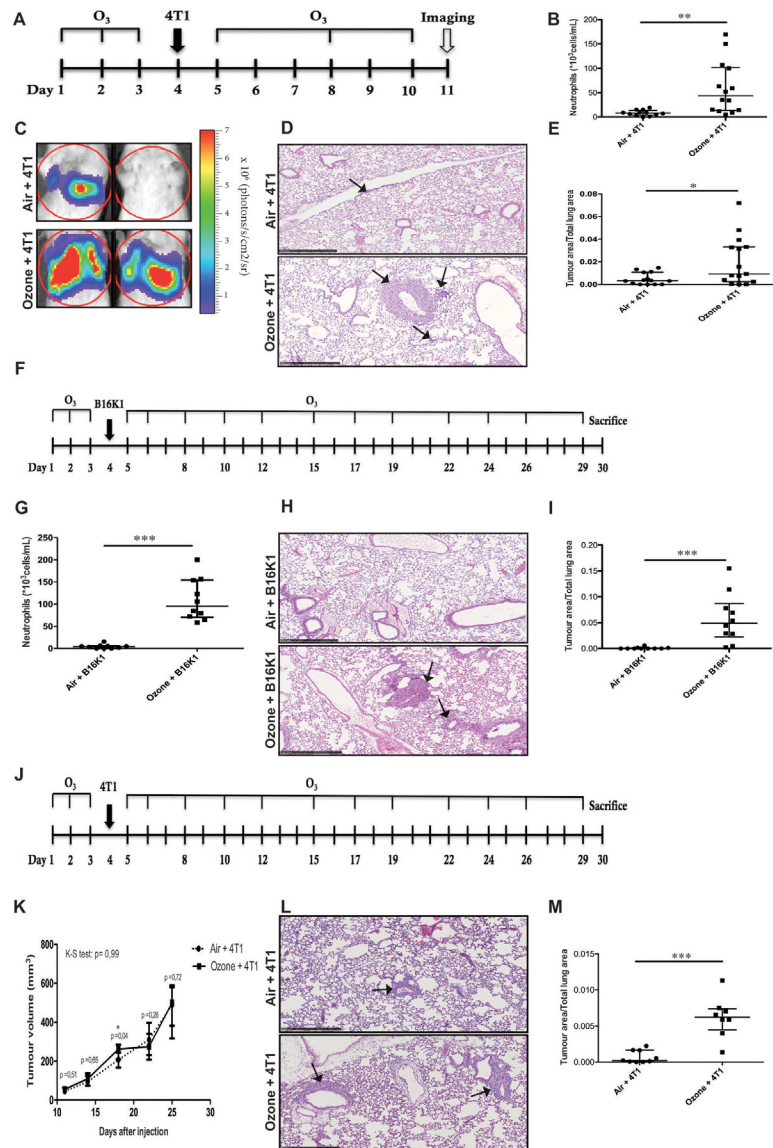 A
O3
4T1
O3
Imaging
Day 1 2 3 4 5 6 7 8 9 10 11
B
**
Neutrophils (*10³cells/mL)
200
150
100
50
0
Air + 4T1
Ozone + 4T1
C
Air + 4T1
Ozone + 4T1
7
6
5
4
3
2
1
x 10⁶ (photons/s/cm2/sr)
D
Air + 4T1
Ozone + 4T1
E
*
Tumour area/Total lung area
0.08
0.06
0.04
0.02
0.00
Air + 4T1
Ozone + 4T1
F
O3
B16K1
O3
Sacrifice
Day 1 2 3 4 5 8 10 12 15 17 19 22 24 26 29 30
G
***
Neutrophils (*10³cells/mL)
250
200
150
100
50
0
Air + B16K1
Ozone + B16K1
H
Air + B16K1
Ozone + B16K1
I
***
Tumour area/Total lung area
0.20
0.15
0.10
0.05
0.00
Air + B16K1
Ozone + B16K1
J
O3
4T1
O3
Sacrifice
Day 1 2 3 4 5 8 10 12 15 17 19 22 24 26 29 30
K
Tumour volume (mm³)
800
600
400
200
0
K-S test: p= 0,99
Air + 4T1
Ozone + 4T1
p=0,51
p=0,65
*
p=0,04
p=0,28
p=0,72
10 15 20 25 30
Days after injection
L
Air + 4T1
Ozone + 4T1
M
***
Tumour area/Total lung area
0.015
0.010
0.005
0.000
Air + 4T1
Ozone + 4T1